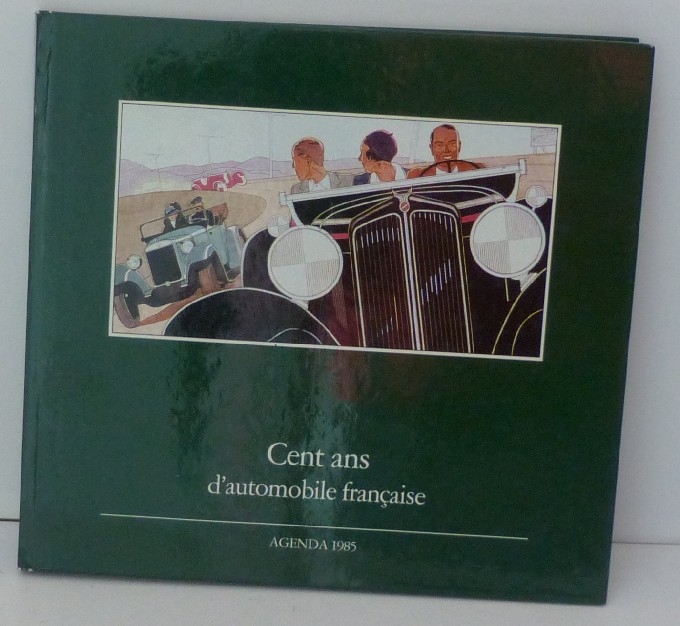 Cent ans
d'automobile française
AGENDA 1985